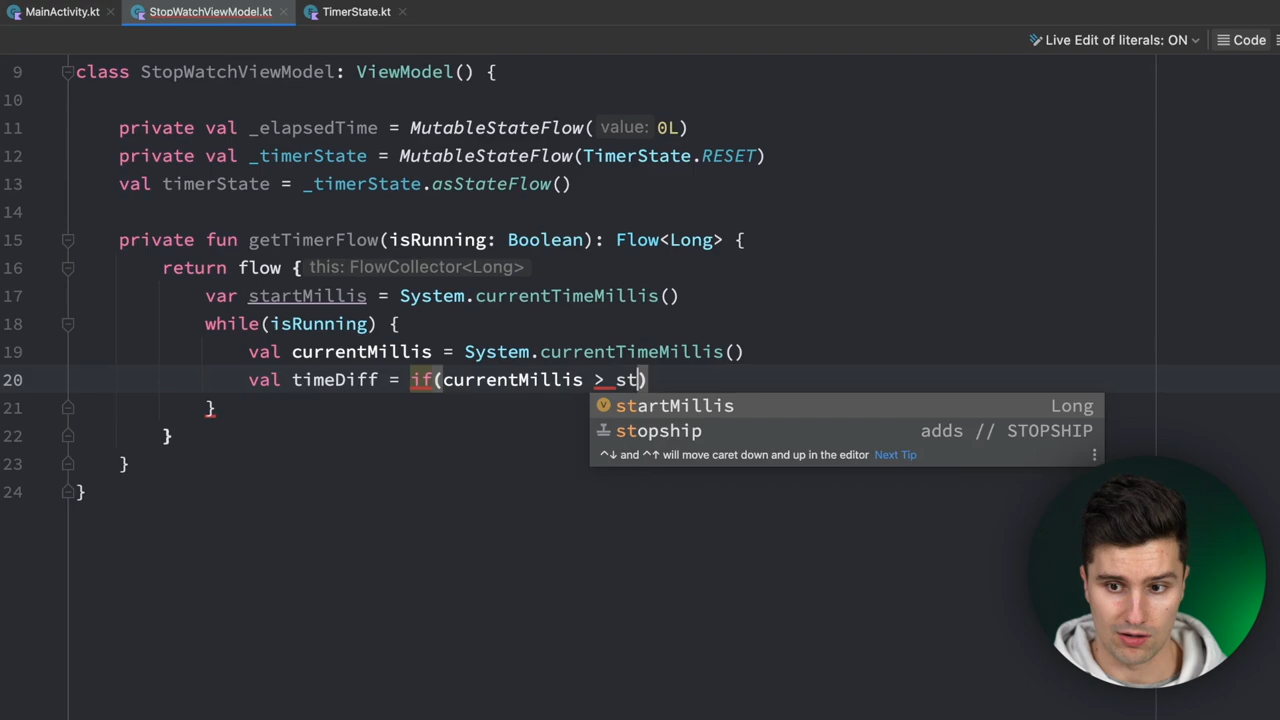 MainActivity.kt
StopWatchViewModel.kt
TimerState.kt
Live Edit of literals: ON
Code
9 class StopWatchViewModel: ViewModel() {
10
11 private val _elapsedTime = MutableStateFlow( value: 0L)
12 private val _timerState = MutableStateFlow(TimerState.RESET)
13 val timerState = _timerState.asStateFlow()
14
15 private fun getTimerFlow(isRunning: Boolean): Flow<Long> {
16 return flow { this: FlowCollector<Long>
17 var startMillis = System.currentTimeMillis()
18 while(isRunning) {
19 val currentMillis = System.currentTimeMillis()
20 val timeDiff = if(currentMillis > st)
startMillis Long
21 }
stopship adds // STOPSHIP
22 }
^↓ and ^↑ will move caret down and up in the editor Next Tip
23 }
24 }